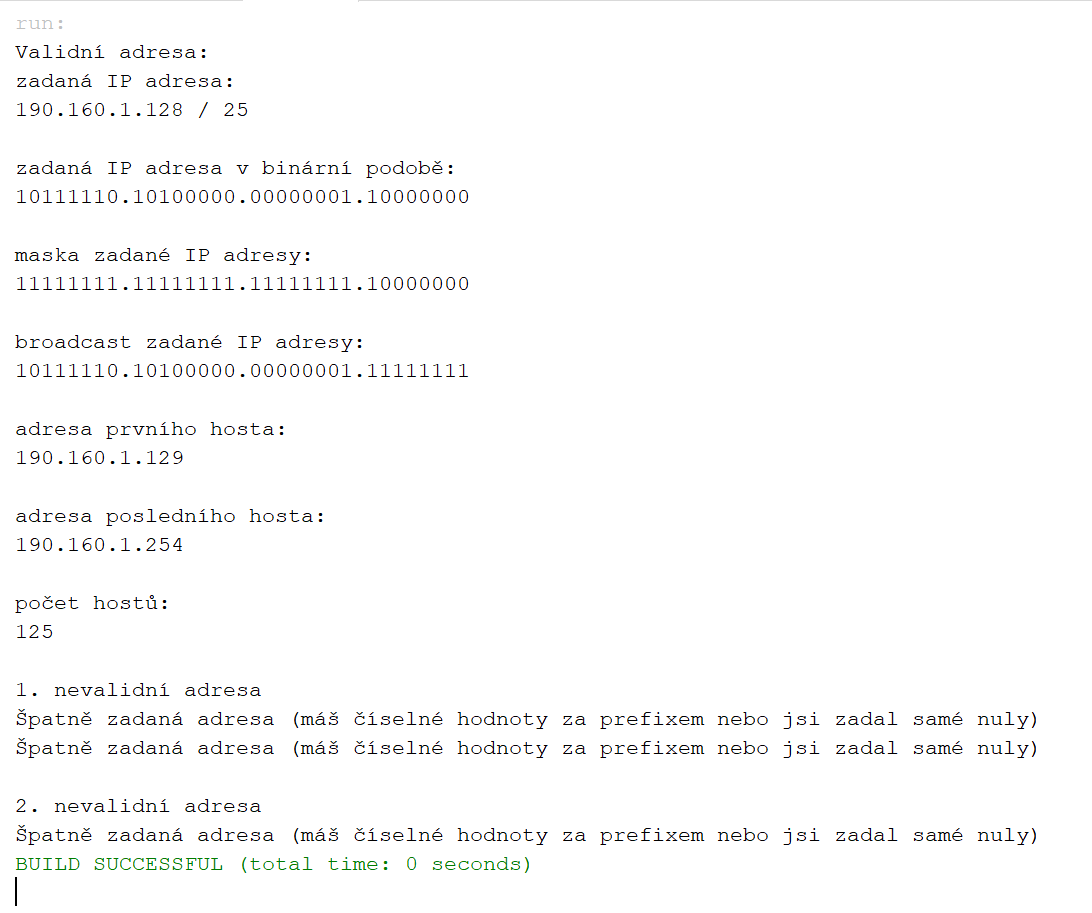 run:
Validní adresa:
zadaná IP adresa:
190.160.1.128 / 25
zadaná IP adresa v binární podobě:
10111110.10100000.00000001.10000000
maska zadané IP adresy:
11111111.11111111.11111111.10000000
broadcast zadané IP adresy:
10111110.10100000.00000001.11111111
adresa prvního hosta:
190.160.1.129
adresa posledního hosta:
190.160.1.254
počet hostů:
125
1. nevalidní adresa
Špatně zadaná adresa (máš číselné hodnoty za prefixem nebo jsi zadal samé nuly)
Špatně zadaná adresa (máš číselné hodnoty za prefixem nebo jsi zadal samé nuly)
2. nevalidní adresa
Špatně zadaná adresa (máš číselné hodnoty za prefixem nebo jsi zadal samé nuly)
BUILD SUCCESSFUL (total time: 0 seconds)